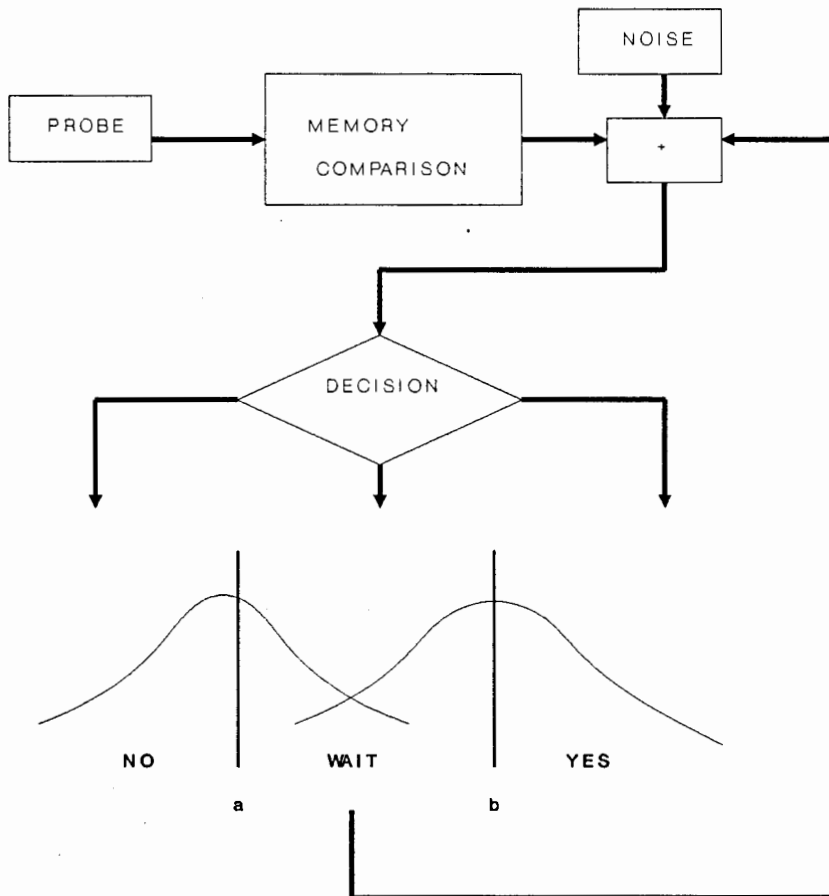 NOISE
PROBE
MEMORY
COMPARISON
+
DECISION
NO WAIT YES
a b